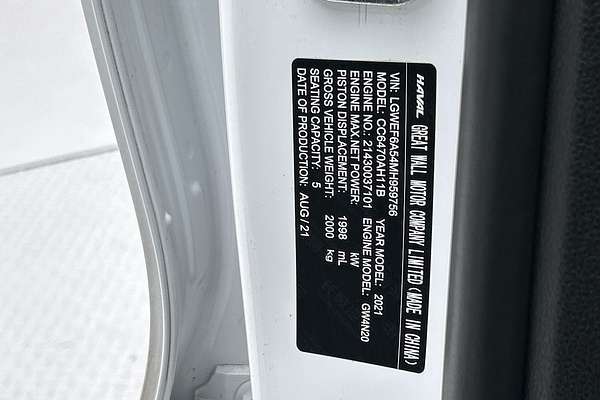 HAVAL GREAT WALL MOTOR COMPANY LIMITED (MADE IN CHINA)
VIN: LGWEF6A54MH959756
MODEL: CC6470AH11B YEAR MODEL: 2021
ENGINE NO.: 21430037101 ENGINE MODEL: GW4N20
ENGINE MAX.NET POWER: kW
PISTON DISPLACEMENT: 1998 mL
GROSS VEHICLE WEIGHT: 2000 kg
SEATING CAPACITY: 5
DATE OF PRODUCTION: AUG/21